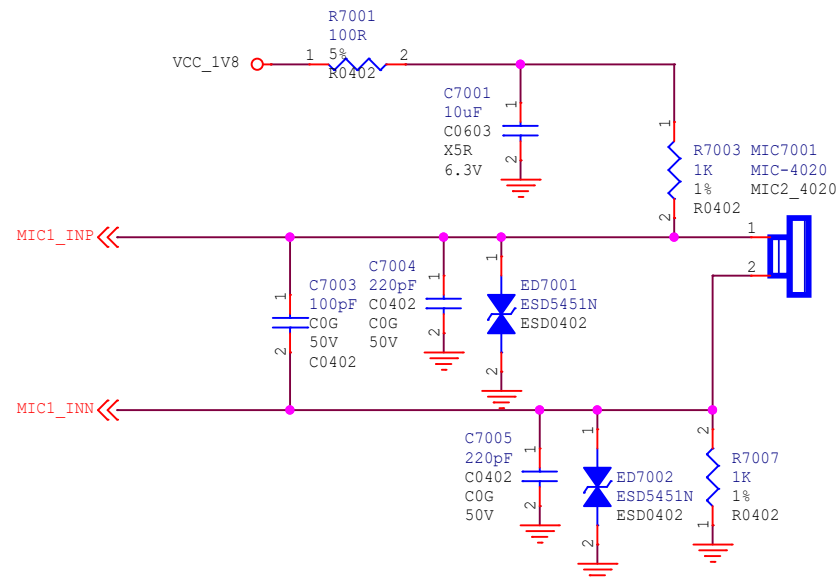 R7001
100R
5%
R0402
VCC_1V8
1
2
C7001
10uF
C0603
X5R
6.3V
1
2
1
2
R7003
1K
1%
R0402
MIC7001
MIC-4020
MIC2_4020
1
2
MIC1_INP
C7003
100pF
C0G
50V
C0402
1
2
C7004
220pF
C0402
C0G
50V
1
2
ED7001
ESD5451N
ESD0402
1
2
MIC1_INN
C7005
220pF
C0402
C0G
50V
1
2
ED7002
ESD5451N
ESD0402
1
2
R7007
1K
1%
R0402
2
1